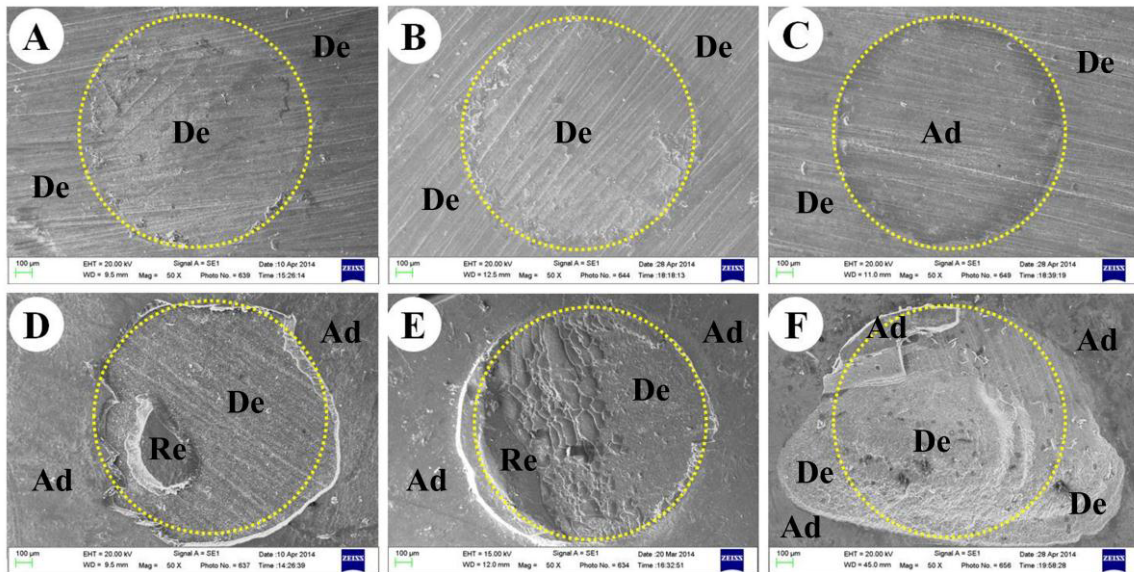 A
De
De
De
100 µm
EHT = 20.00 kV Signal A = SE1 Date :10 Apr 2014
WD = 9.5 mm Mag = 50 X Photo No. = 639 Time :15:26:14
ZEISS
B
De
De
De
100 µm
EHT = 20.00 kV Signal A = SE1 Date :28 Apr 2014
WD = 12.5 mm Mag = 50 X Photo No. = 644 Time :18:18:13
ZEISS
C
De
Ad
De
100 µm
EHT = 20.00 kV Signal A = SE1 Date :28 Apr 2014
WD = 11.0 mm Mag = 50 X Photo No. = 649 Time :18:39:19
ZEISS
D
Ad
De
Re
Ad
100 µm
EHT = 20.00 kV Signal A = SE1 Date :10 Apr 2014
WD = 9.5 mm Mag = 50 X Photo No. = 637 Time :14:26:39
ZEISS
E
Ad
De
Re
Ad
100 µm
EHT = 15.00 kV Signal A = SE1 Date :20 Mar 2014
WD = 12.0 mm Mag = 50 X Photo No. = 634 Time :16:32:51
ZEISS
F
Ad
Ad
De
De
De
Ad
100 µm
EHT = 20.00 kV Signal A = SE1 Date :28 Apr 2014
WD = 45.0 mm Mag = 50 X Photo No. = 656 Time :19:58:28
ZEISS